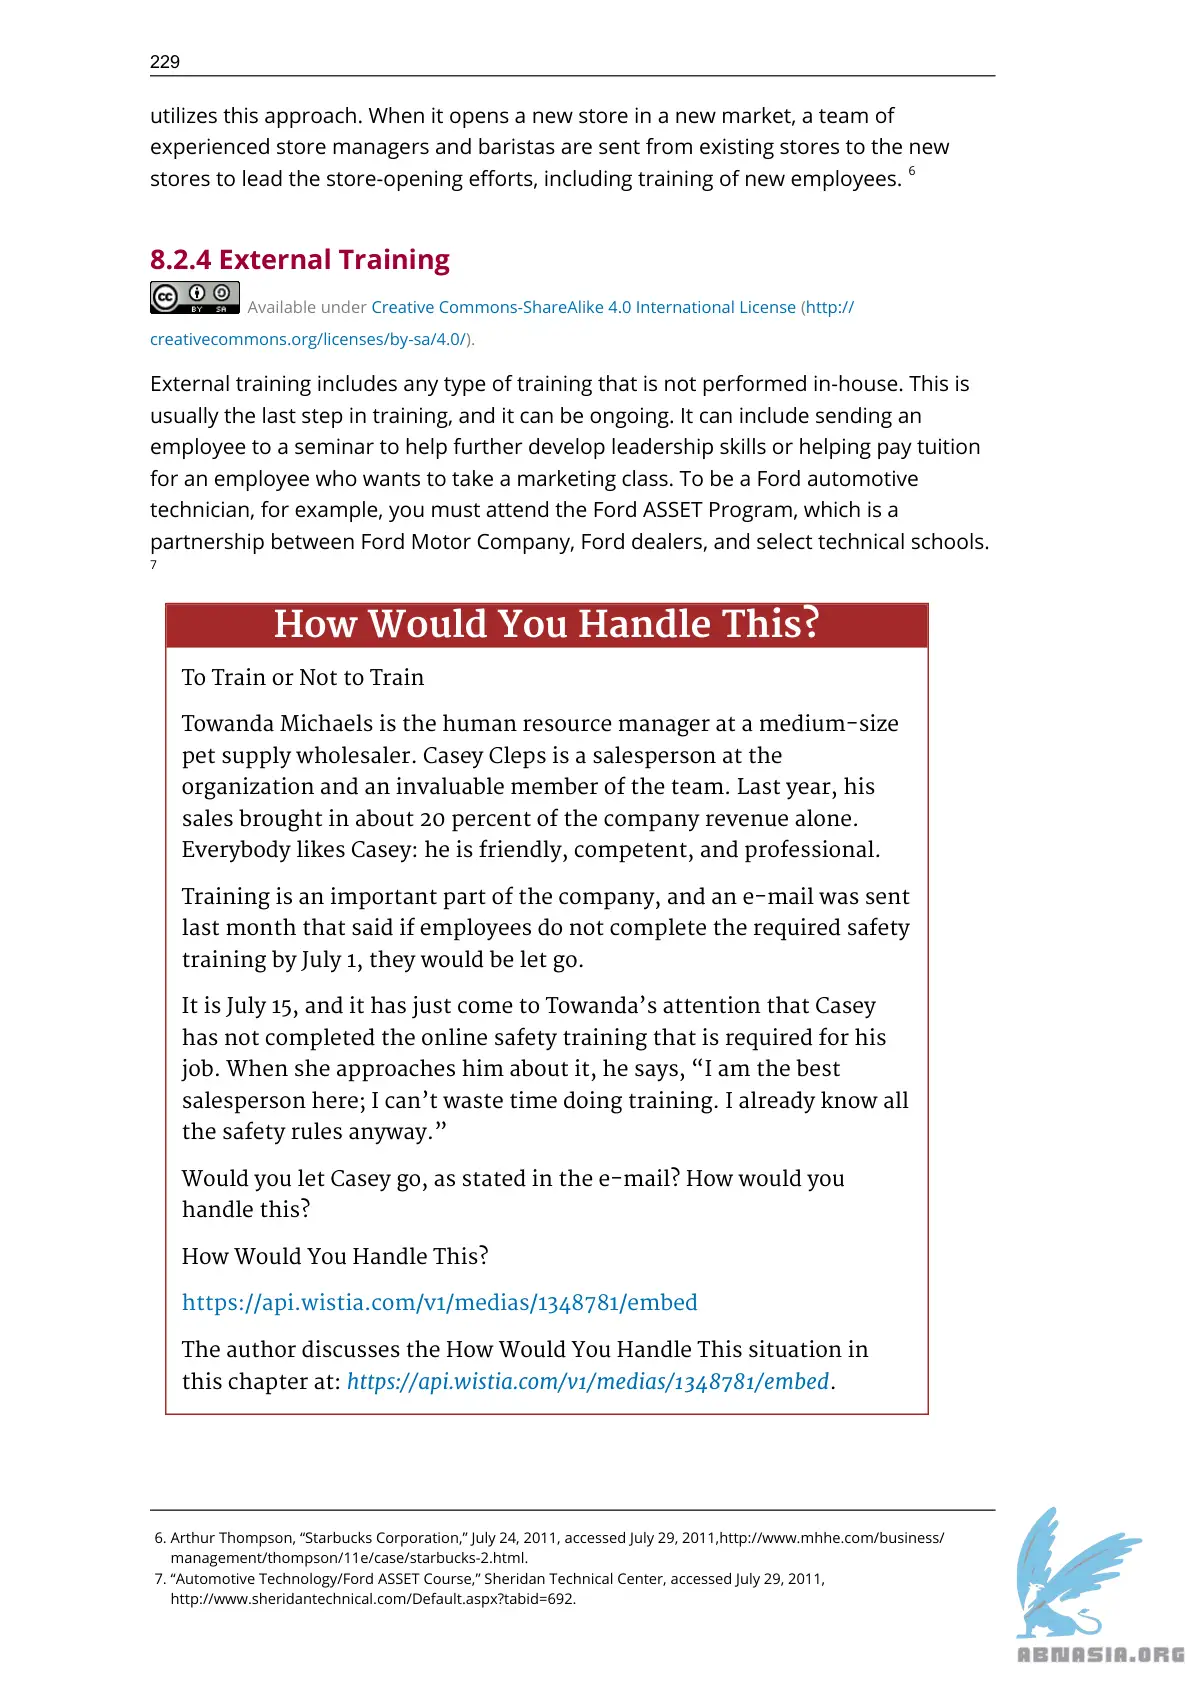 229
utilizes this approach. When it opens a new store in a new market, a team of
experienced store managers and baristas are sent from existing stores to the new
stores to lead the store-opening efforts, including training of new employees. 6
8.2.4 External Training
cc BY SA Available under Creative Commons-ShareAlike 4.0 International License (http://
creativecommons.org/licenses/by-sa/4.0/).
External training includes any type of training that is not performed in-house. This is
usually the last step in training, and it can be ongoing. It can include sending an
employee to a seminar to help further develop leadership skills or helping pay tuition
for an employee who wants to take a marketing class. To be a Ford automotive
technician, for example, you must attend the Ford ASSET Program, which is a
partnership between Ford Motor Company, Ford dealers, and select technical schools.
7
How Would You Handle This?
To Train or Not to Train
Towanda Michaels is the human resource manager at a medium-size
pet supply wholesaler. Casey Cleps is a salesperson at the
organization and an invaluable member of the team. Last year, his
sales brought in about 20 percent of the company revenue alone.
Everybody likes Casey: he is friendly, competent, and professional.
Training is an important part of the company, and an e-mail was sent
last month that said if employees do not complete the required safety
training by July 1, they would be let go.
It is July 15, and it has just come to Towanda’s attention that Casey
has not completed the online safety training that is required for his
job. When she approaches him about it, he says, “I am the best
salesperson here; I can’t waste time doing training. I already know all
the safety rules anyway.”
Would you let Casey go, as stated in the e-mail? How would you
handle this?
How Would You Handle This?
https://api.wistia.com/v1/medias/1348781/embed
The author discusses the How Would You Handle This situation in
this chapter at: https://api.wistia.com/v1/medias/1348781/embed.
6. Arthur Thompson, “Starbucks Corporation,” July 24, 2011, accessed July 29, 2011,http://www.mhhe.com/business/
management/thompson/11e/case/starbucks-2.html.
7. “Automotive Technology/Ford ASSET Course,” Sheridan Technical Center, accessed July 29, 2011,
http://www.sheridantechnical.com/Default.aspx?tabid=692.
ABNASIA.ORG